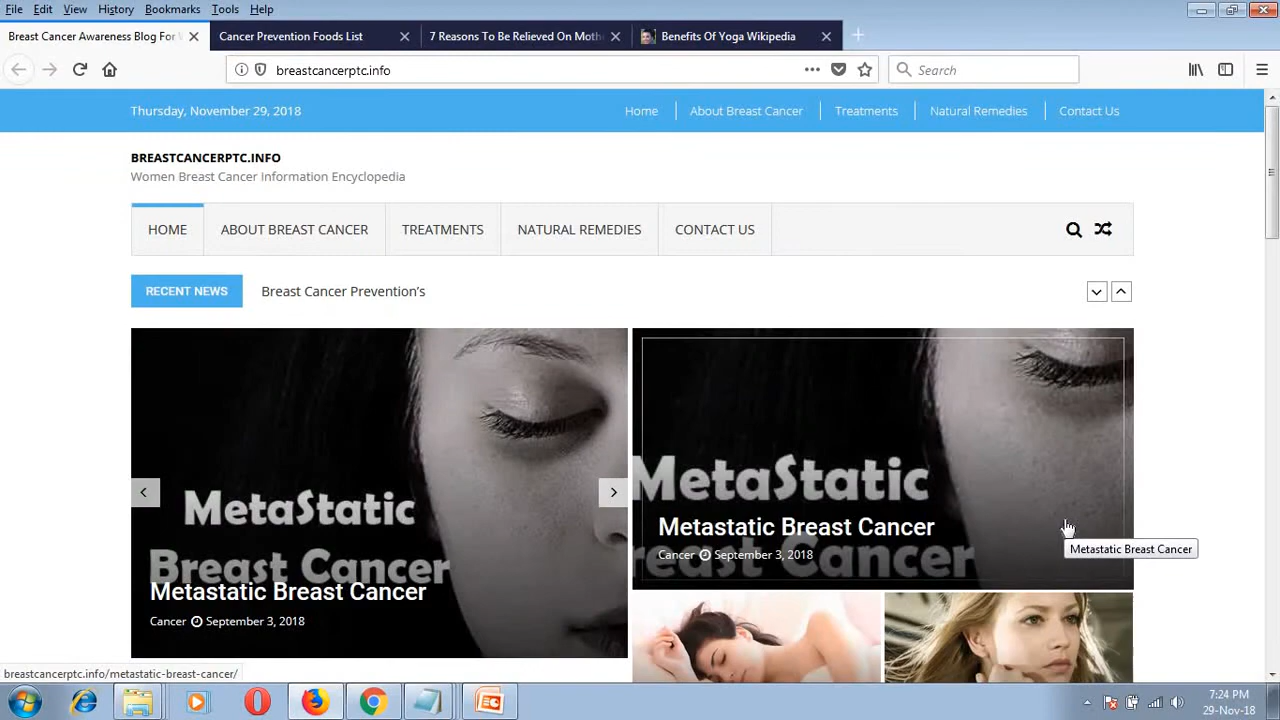 File Edit View History Bookmarks Tools Help
Breast Cancer Awareness Blog For W
Cancer Prevention Foods List
7 Reasons To Be Relieved On Moth
Benefits Of Yoga Wikipedia
breastcancerptc.info
Search
Thursday, November 29, 2018
Home
About Breast Cancer
Treatments
Natural Remedies
Contact Us
BREASTCANCERPTC.INFO
Women Breast Cancer Information Encyclopedia
HOME
ABOUT BREAST CANCER
TREATMENTS
NATURAL REMEDIES
CONTACT US
RECENT NEWS
Breast Cancer Prevention’s
MetaStatic
Breast Cancer
Metastatic Breast Cancer
Cancer September 3, 2018
MetaStatic
Metastatic Breast Cancer
Cancer September 3, 2018
reast Cancer
Metastatic Breast Cancer
breastcancerptc.info/metastatic-breast-cancer/
7:24 PM
29-Nov-18